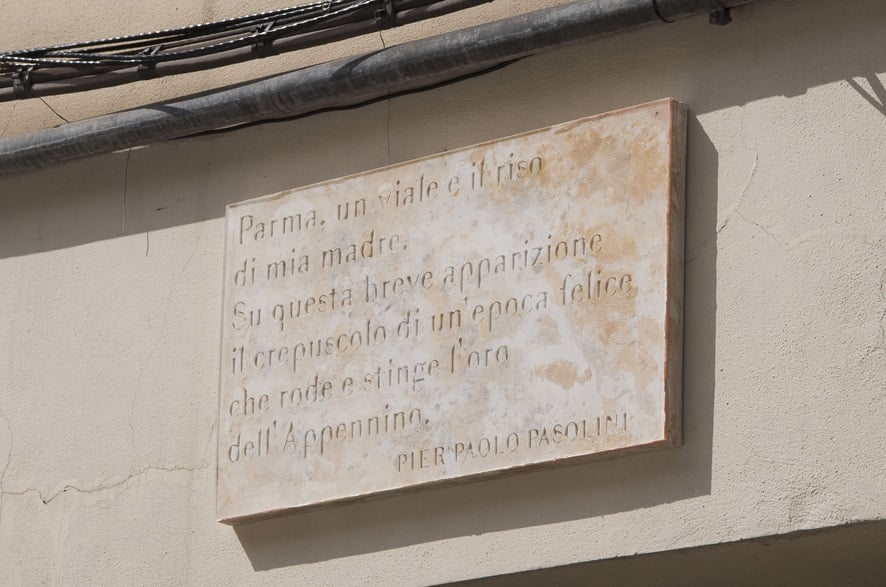 Parma, un viale e il riso
di mia madre.
Su questa breve apparizione
il crepuscolo di un'epoca felice
che rode e stinge l'oro
dell'Appennino.
PIER PAOLO PASOLINI